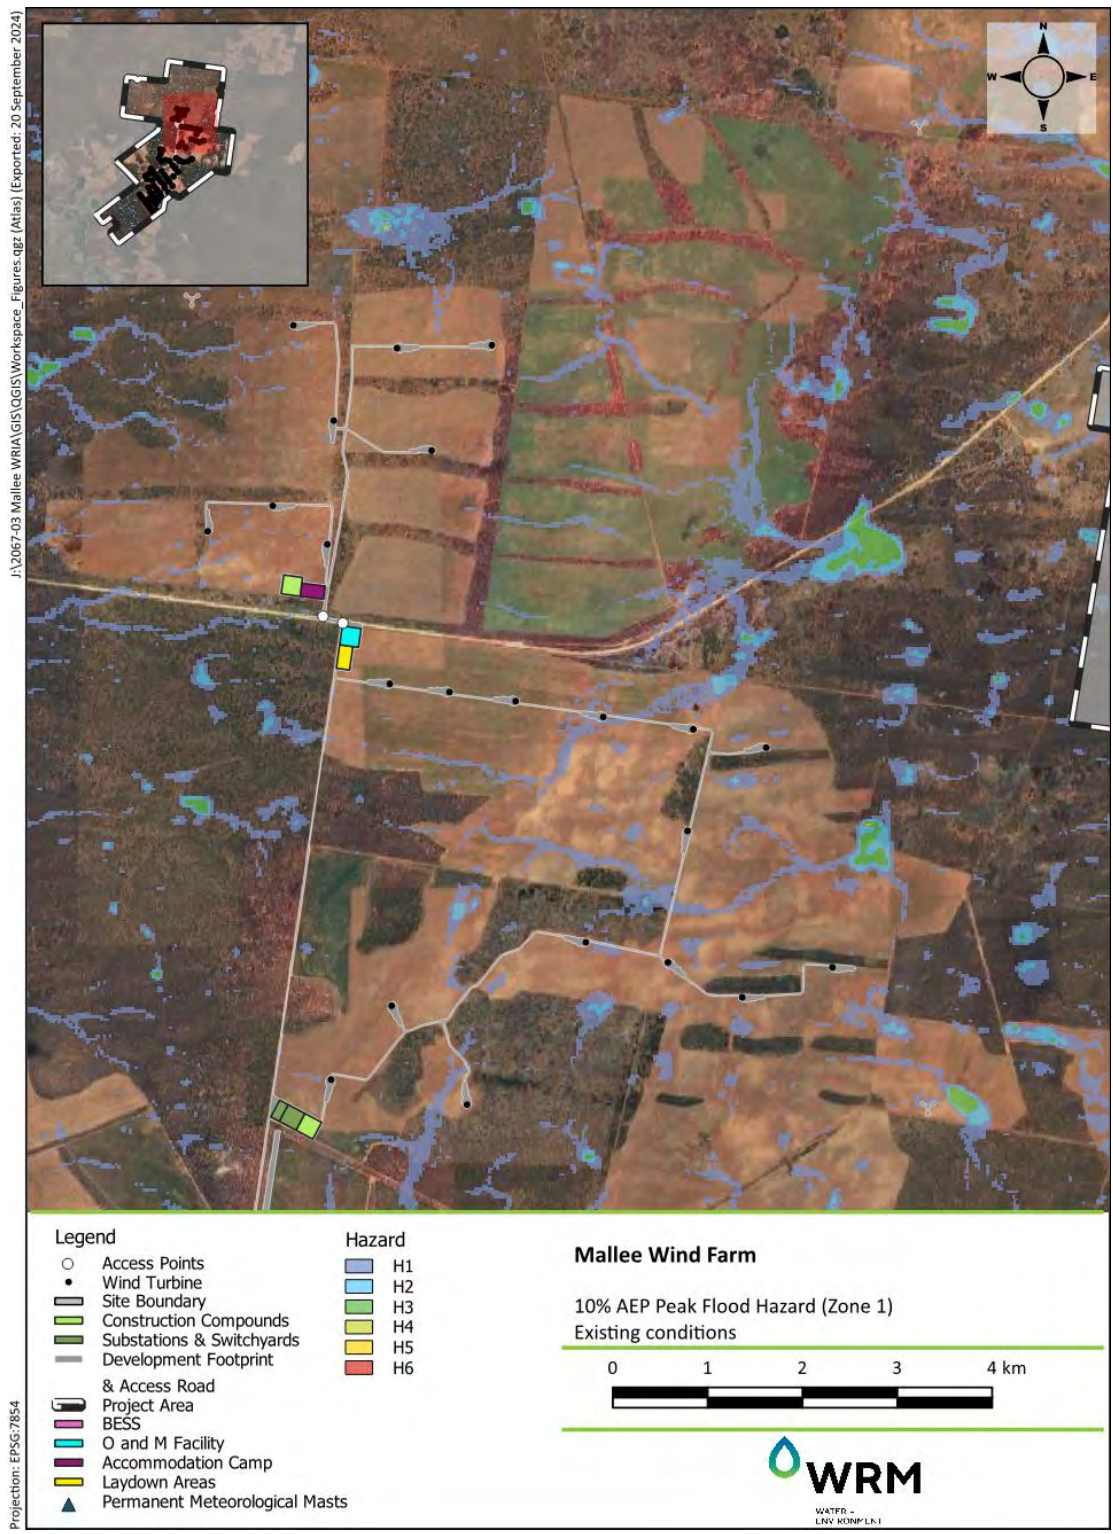 J:\2067-03 Mallee WRIA\GIS\QGIS\Workspace_Figures.qgz (Atlas) (Exported: 20 September 2024)
N
W
E
S
Legend
Access Points
Wind Turbine
Site Boundary
Construction Compounds
Substations & Switchyards
Development Footprint
& Access Road
Project Area
BESS
O and M Facility
Accommodation Camp
Laydown Areas
Permanent Meteorological Masts
Hazard
H1
H2
H3
H4
H5
H6
Mallee Wind Farm
10% AEP Peak Flood Hazard (Zone 1)
Existing conditions
0 1 2 3 4 km
WRM
WATER +
ENVIRONMENT
Projection: EPSG:7854